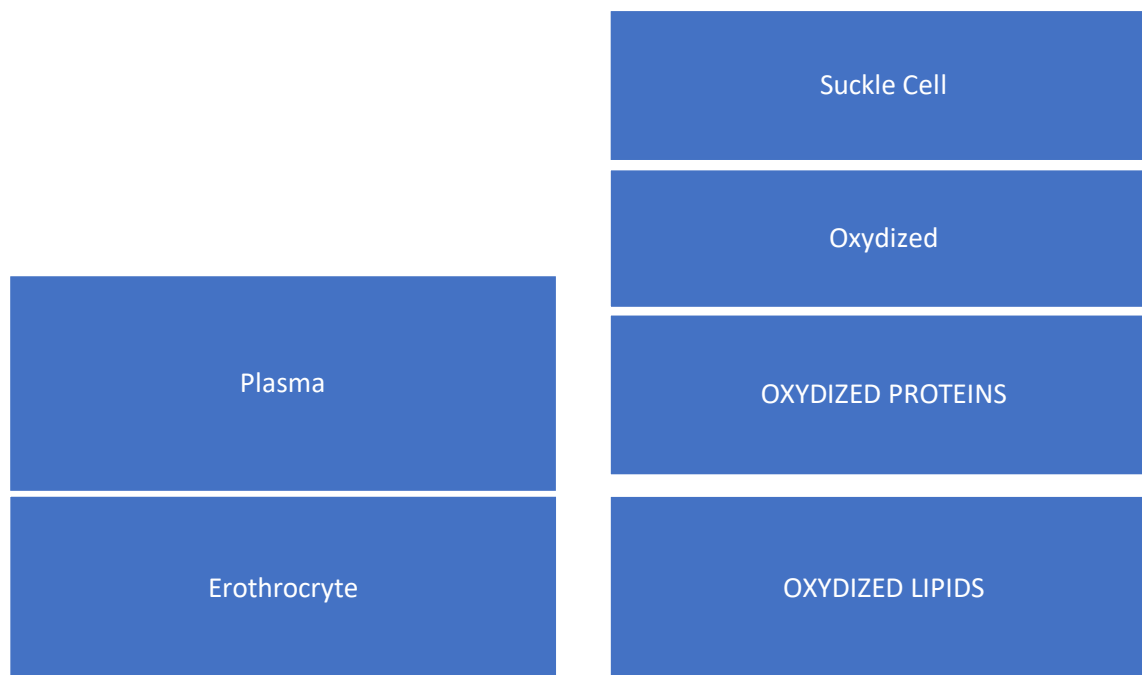 Suckle Cell
Oxydized
Plasma
OXYDIZED PROTEINS
Erothrocryte
OXYDIZED LIPIDS